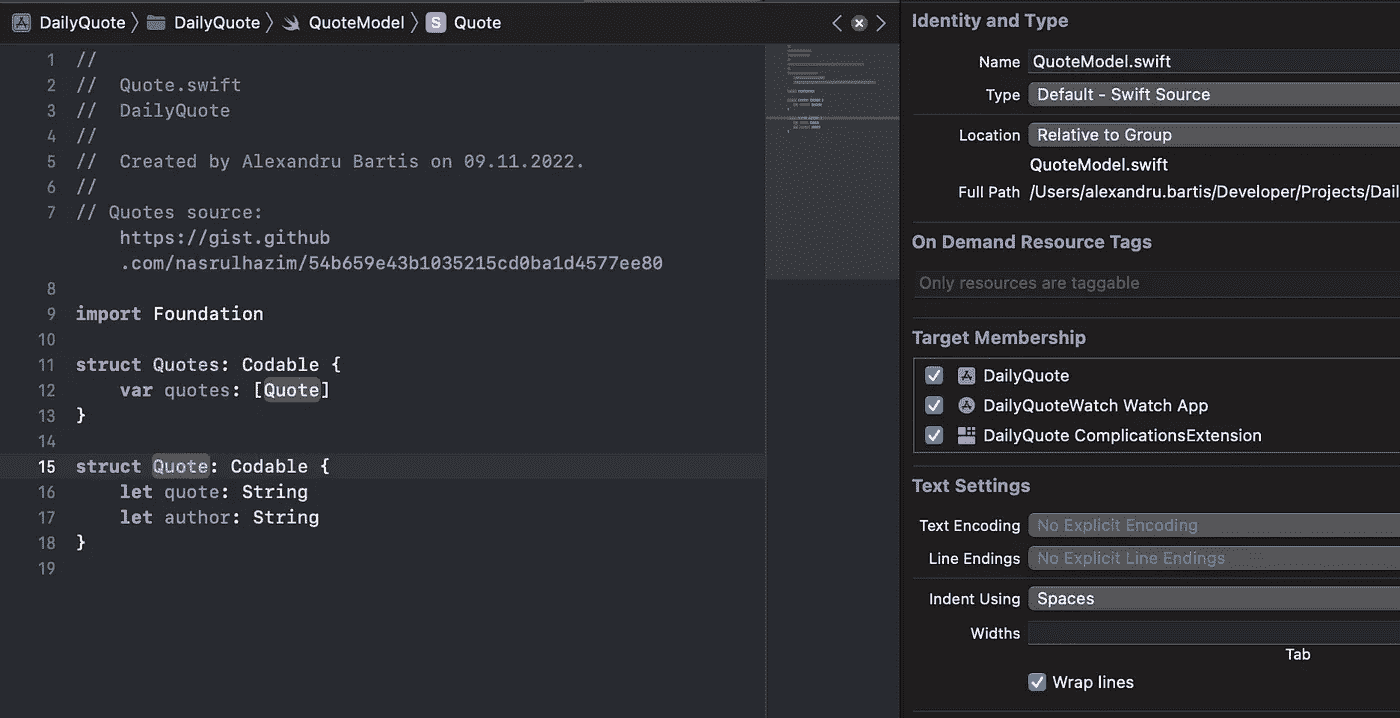 DailyQuote DailyQuote QuoteModel S Quote
1 //
2 //  Quote.swift
3 //  DailyQuote
4 //
5 //  Created by Alexandru Bartis on 09.11.2022.
6 //
7 // Quotes source:
https://gist.github
.com/nasrulhazim/54b659e43b1035215cd0ba1d4577ee80
8
9 import Foundation
10
11 struct Quotes: Codable {
12     var quotes: [Quote]
13 }
14
15 struct Quote: Codable {
16     let quote: String
17     let author: String
18 }
19
Identity and Type
Name QuoteModel.swift
Type Default - Swift Source
Location Relative to Group
QuoteModel.swift
Full Path /Users/alexandru.bartis/Developer/Projects/Dail
On Demand Resource Tags
Only resources are taggable
Target Membership
DailyQuote
DailyQuoteWatch Watch App
DailyQuote ComplicationsExtension
Text Settings
Text Encoding No Explicit Encoding
Line Endings No Explicit Line Endings
Indent Using Spaces
Widths
Tab
Wrap lines